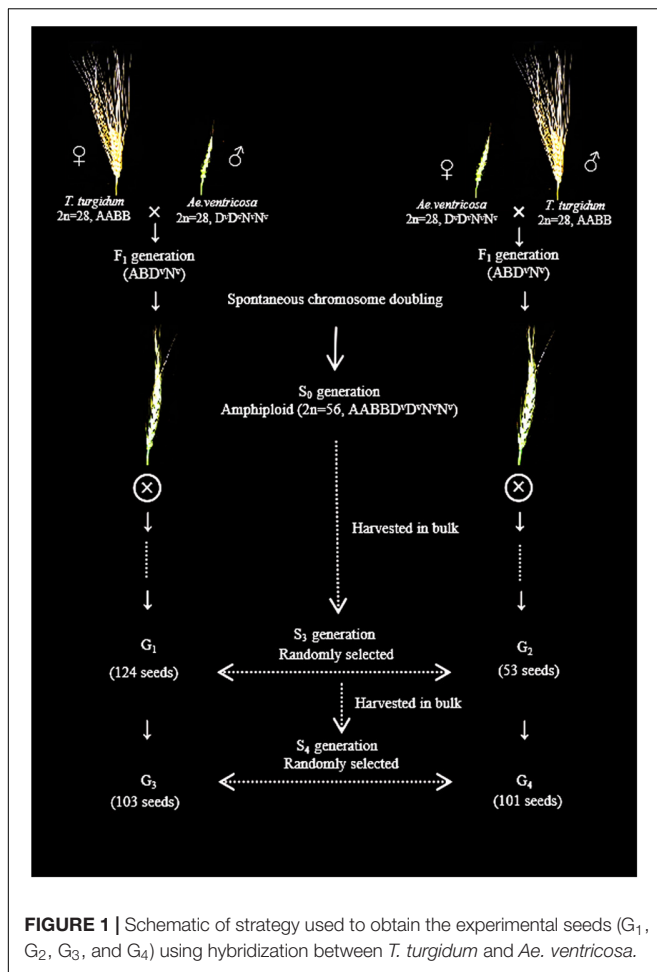 ♀ ♂ ♀ ♂
T. turgidum × Ae.ventricosa
2n=28, AABB 2n=28, DᵛDᵛNᵛNᵛ
F₁ generation
(ABDᵛNᵛ)
Ae.ventricosa × T. turgidum
2n=28, DᵛDᵛNᵛNᵛ 2n=28, AABB
F₁ generation
(ABDᵛNᵛ)
Spontaneous chromosome doubling
S₀ generation
Amphiploid (2n=56, AABBDᵛDᵛNᵛNᵛ)
×
×
Harvested in bulk
G₁
(124 seeds)
S₃ generation
Randomly selected
G₂
(53 seeds)
Harvested in bulk
S₄ generation
Randomly selected
G₃
(103 seeds)
G₄
(101 seeds)
FIGURE 1 | Schematic of strategy used to obtain the experimental seeds (G₁,
G₂, G₃, and G₄) using hybridization between T. turgidum and Ae. ventricosa.